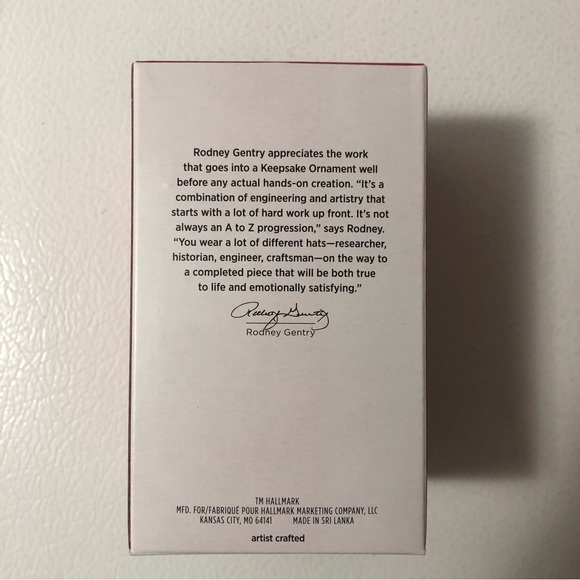 Rodney Gentry appreciates the work
that goes into a Keepsake Ornament well
before any actual hands-on creation. “It’s a
combination of engineering and artistry that
starts with a lot of hard work up front. It’s not
always an A to Z progression,” says Rodney.
“You wear a lot of different hats—researcher,
historian, engineer, craftsman—on the way to
a completed piece that will be both true
to life and emotionally satisfying.”
Rodney Gentry
Rodney Gentry
TM HALLMARK
MFD. FOR/FABRIQUÉ POUR HALLMARK MARKETING COMPANY, LLC
KANSAS CITY, MO 64141 MADE IN SRI LANKA
artist crafted